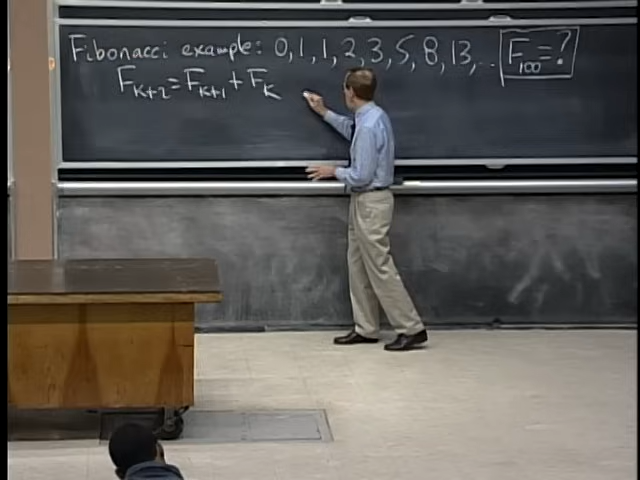 Fibonacci example: 0, 1, 1, 2, 3, 5, 8, 13, ... F₁₀₀ = ?
Fₖ₊₂ = Fₖ₊₁ + Fₖ